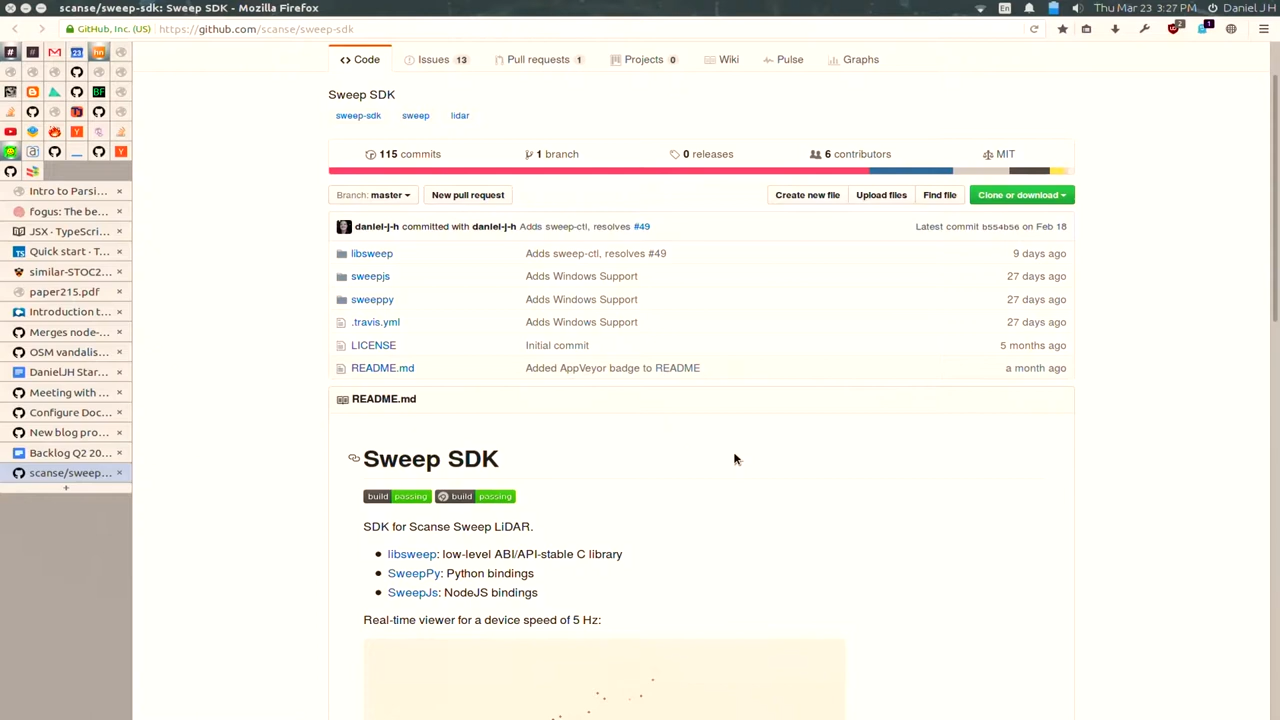 scanse/sweep-sdk: Sweep SDK - Mozilla Firefox
En
Thu Mar 23 3:27 PM
Daniel J H
GitHub, Inc. (US)
https://github.com/scanse/sweep-sdk
2
1
23
hn
BF
Intro to Parsi... ×
fogus: The be... ×
JSX · TypeScri... ×
Quick start - T... ×
similar-STOC2... ×
paper215.pdf ×
Introduction t... ×
Merges node-... ×
OSM vandalis... ×
DanielJH Star... ×
Meeting with ... ×
Configure Doc... ×
New blog pro... ×
Backlog Q2 20... ×
scanse/sweep... ×
+
Code Issues 13 Pull requests 1 Projects 0 Wiki Pulse Graphs
Sweep SDK
sweep-sdk sweep lidar
115 commits 1 branch 0 releases 6 contributors MIT
Branch: master New pull request Create new file Upload files Find file Clone or download
daniel-j-h committed with daniel-j-h Adds sweep-ctl, resolves #49 Latest commit b554b56 on Feb 18
libsweep Adds sweep-ctl, resolves #49 9 days ago
sweepjs Adds Windows Support 27 days ago
sweeppy Adds Windows Support 27 days ago
.travis.yml Adds Windows Support 27 days ago
LICENSE Initial commit 5 months ago
README.md Added AppVeyor badge to README a month ago
README.md
Sweep SDK
build passing build passing
SDK for Scanse Sweep LiDAR.
• libsweep: low-level ABI/API-stable C library
• SweepPy: Python bindings
• SweepJs: NodeJS bindings
Real-time viewer for a device speed of 5 Hz: